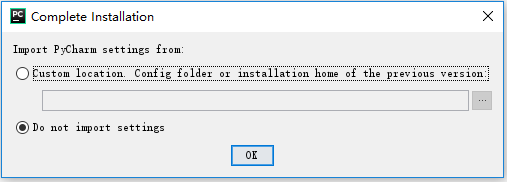 PC Complete Installation
Import PyCharm settings from:
Custom location. Config folder or installation home of the previous version:
...
Do not import settings
OK